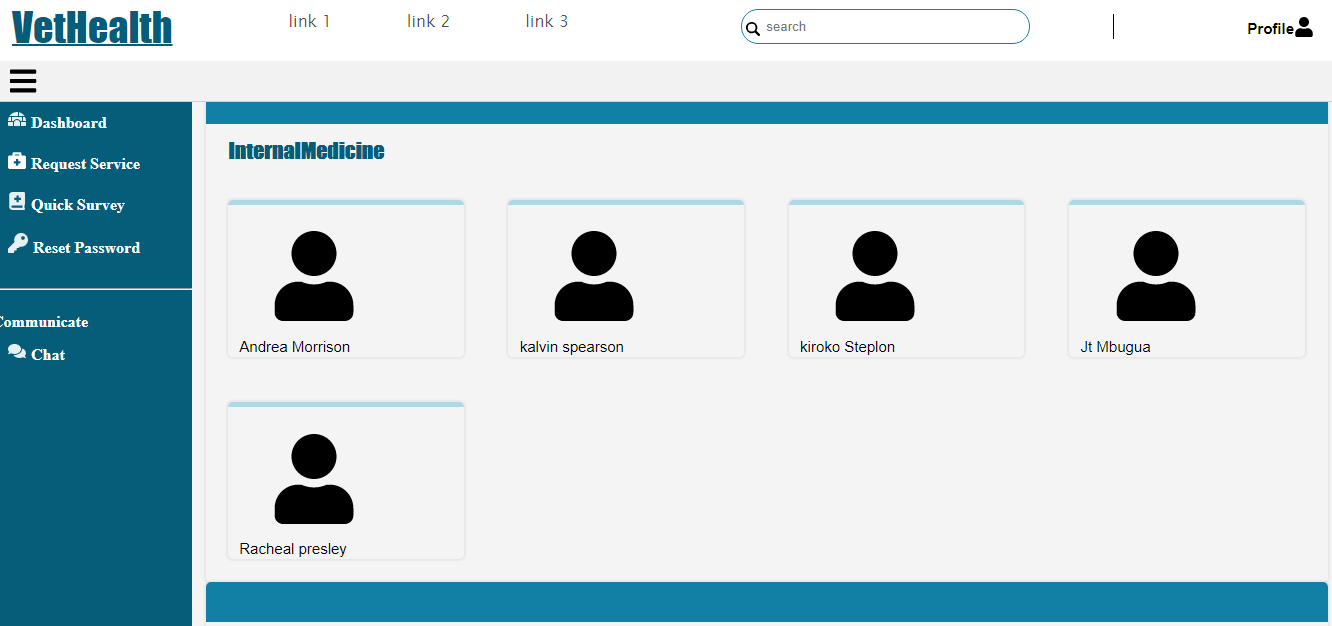 VetHealth
link 1
link 2
link 3
search
Profile
Dashboard
Request Service
Quick Survey
Reset Password
Communicate
Chat
InternalMedicine
Andrea Morrison
kalvin spearson
kiroko Steplon
Jt Mbugua
Racheal presley